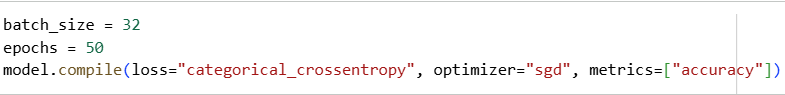 batch_size = 32
epochs = 50
model.compile(loss="categorical_crossentropy", optimizer="sgd", metrics=["accuracy"])